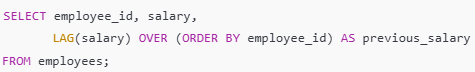 SELECT employee_id, salary,
       LAG(salary) OVER (ORDER BY employee_id) AS previous_salary
FROM employees;